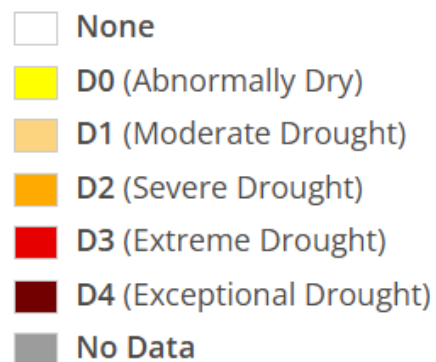 None
D0 (Abnormally Dry)
D1 (Moderate Drought)
D2 (Severe Drought)
D3 (Extreme Drought)
D4 (Exceptional Drought)
No Data